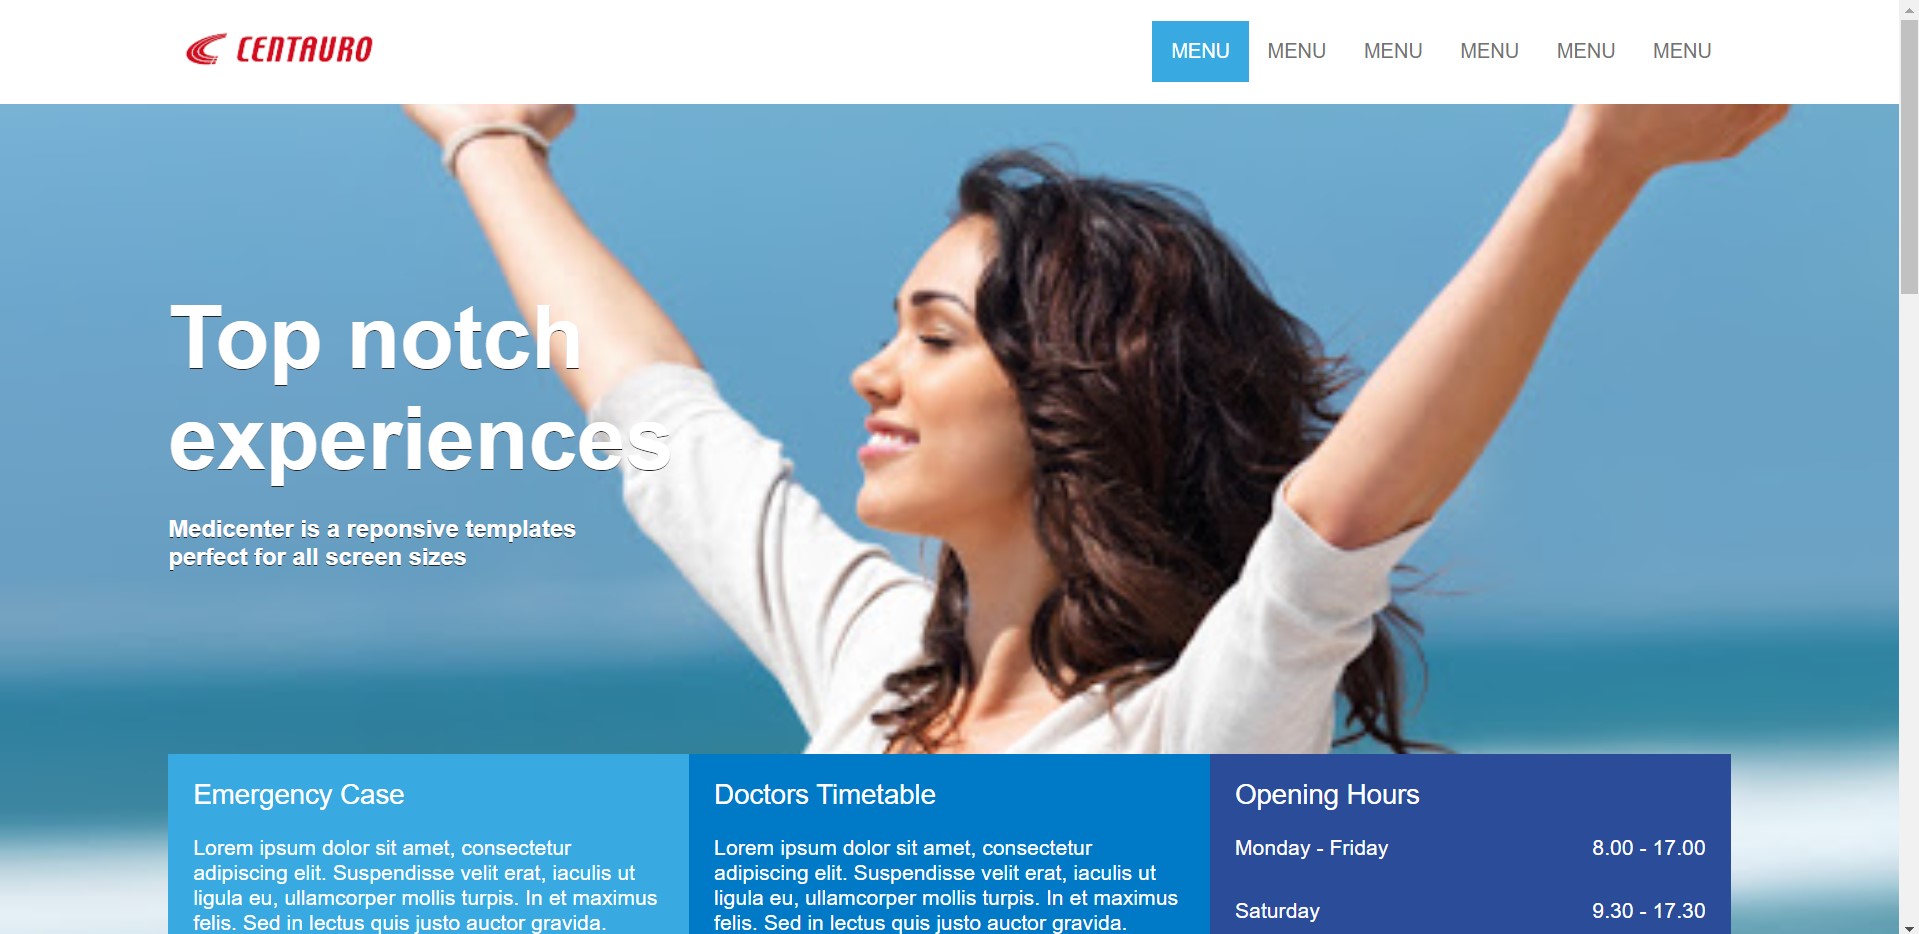 CENTAURO
MENU MENU MENU MENU MENU MENU
Top notch
experiences
Medicenter is a reponsive templates
perfect for all screen sizes
Emergency Case
Lorem ipsum dolor sit amet, consectetur
adipiscing elit. Suspendisse velit erat, iaculis ut
ligula eu, ullamcorper mollis turpis. In et maximus
felis. Sed in lectus quis justo auctor gravida.
Doctors Timetable
Lorem ipsum dolor sit amet, consectetur
adipiscing elit. Suspendisse velit erat, iaculis ut
ligula eu, ullamcorper mollis turpis. In et maximus
felis. Sed in lectus quis justo auctor gravida.
Opening Hours
Monday - Friday 8.00 - 17.00
Saturday 9.30 - 17.30